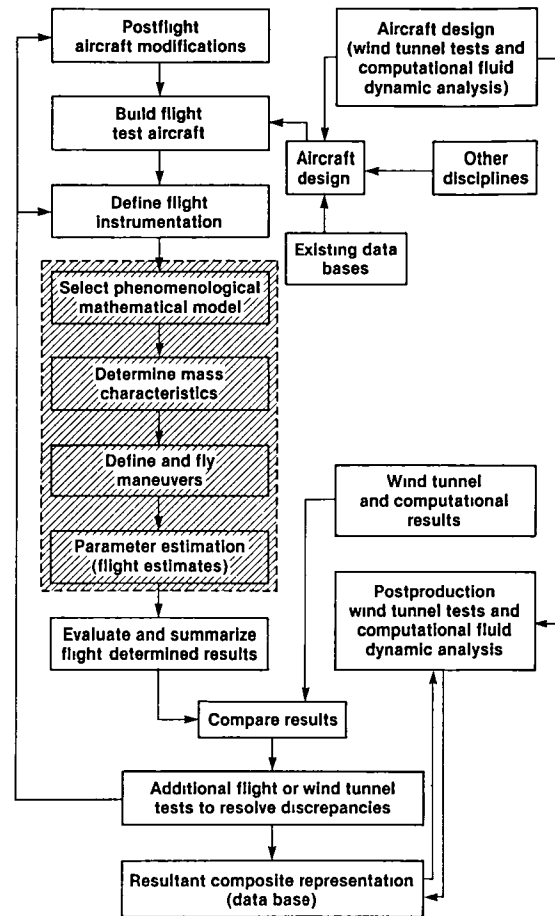 Postflight
aircraft modifications
Aircraft design
(wind tunnel tests and
computational fluid
dynamic analysis)
Build flight
test aircraft
Aircraft
design
Other
disciplines
Define flight
instrumentation
Existing data
bases
Select phenomenological
mathematical model
Determine mass
characteristics
Define and fly
maneuvers
Wind tunnel
and computational
results
Parameter estimation
(flight estimates)
Postproduction
wind tunnel tests and
computational fluid
dynamic analysis
Evaluate and summarize
flight determined results
Compare results
Additional flight or wind tunnel
tests to resolve discrepancies
Resultant composite representation
(data base)